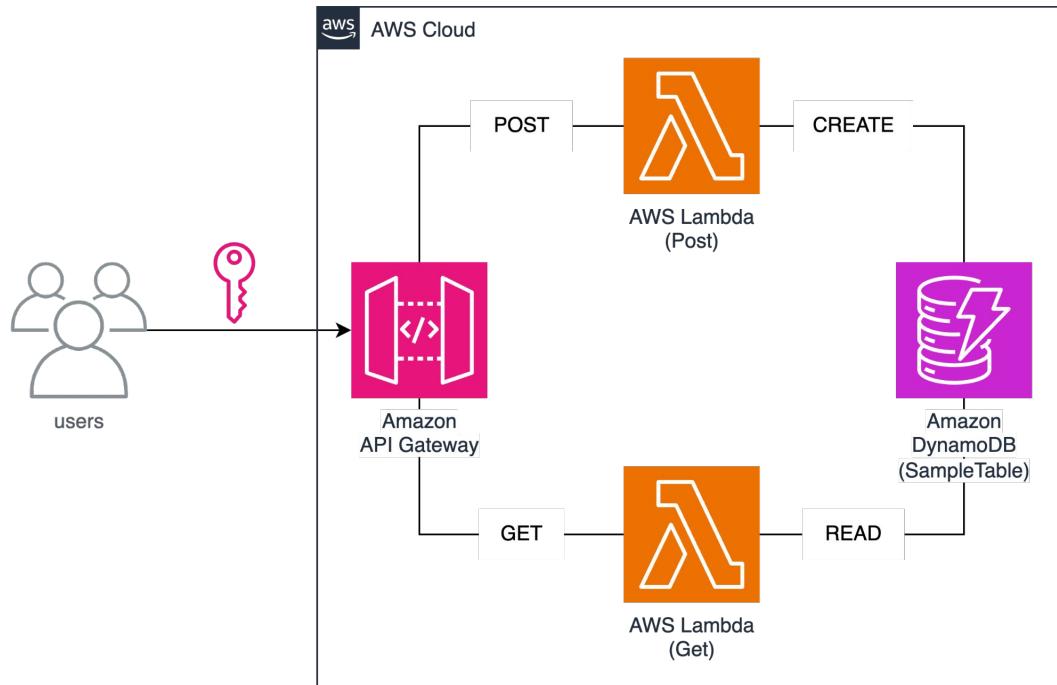 aws
AWS Cloud
POST
CREATE
AWS Lambda
(Post)
</>
users
Amazon
API Gateway
Amazon
DynamoDB
(SampleTable)
GET
READ
AWS Lambda
(Get)